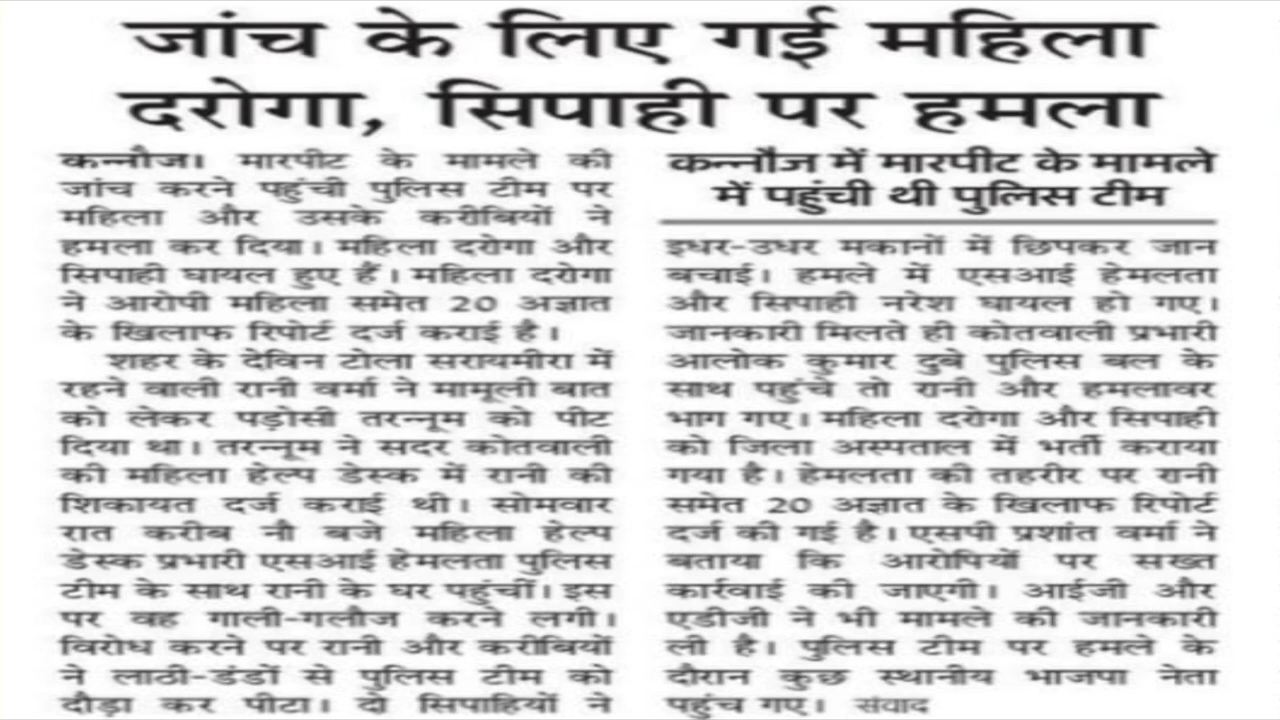 जांच के लिए गई महिला
दरोगा, सिपाही पर हमला
कन्नौज। मारपीट के मामले की
जांच करने पहुंची पुलिस टीम पर
महिला और उसके करीबियों ने
हमला कर दिया। महिला दरोगा और
सिपाही घायल हुए हैं। महिला दरोगा
ने आरोपी महिला समेत 20 अज्ञात
के खिलाफ रिपोर्ट दर्ज कराई है।
शहर के देविन टोला सरायमीरा में
रहने वाली रानी वर्मा ने मामूली बात
को लेकर पड़ोसी तरन्नूम को पीट
दिया था। तरन्नूम ने सदर कोतवाली
की महिला हेल्प डेस्क में रानी की
शिकायत दर्ज कराई थी। सोमवार
रात करीब नौ बजे महिला हेल्प
डेस्क प्रभारी एसआई हेमलता पुलिस
टीम के साथ रानी के घर पहुंचीं। इस
पर वह गाली-गलौज करने लगी।
विरोध करने पर रानी और करीबियों
ने लाठी-डंडों से पुलिस टीम को
दौड़ा कर पीटा। दो सिपाहियों ने
कन्नौज में मारपीट के मामले
में पहुंची थी पुलिस टीम
इधर-उधर मकानों में छिपकर जान
बचाई। हमले में एसआई हेमलता
और सिपाही नरेश घायल हो गए।
जानकारी मिलते ही कोतवाली प्रभारी
आलोक कुमार दुबे पुलिस बल के
साथ पहुंचे तो रानी और हमलावर
भाग गए। महिला दरोगा और सिपाही
को जिला अस्पताल में भर्ती कराया
गया है। हेमलता की तहरीर पर रानी
समेत 20 अज्ञात के खिलाफ रिपोर्ट
दर्ज की गई है। एसपी प्रशांत वर्मा ने
बताया कि आरोपियों पर सख्त
कार्रवाई की जाएगी। आईजी और
एडीजी ने भी मामले की जानकारी
ली है। पुलिस टीम पर हमले के
दौरान कुछ स्थानीय भाजपा नेता
पहुंच गए। संवाद